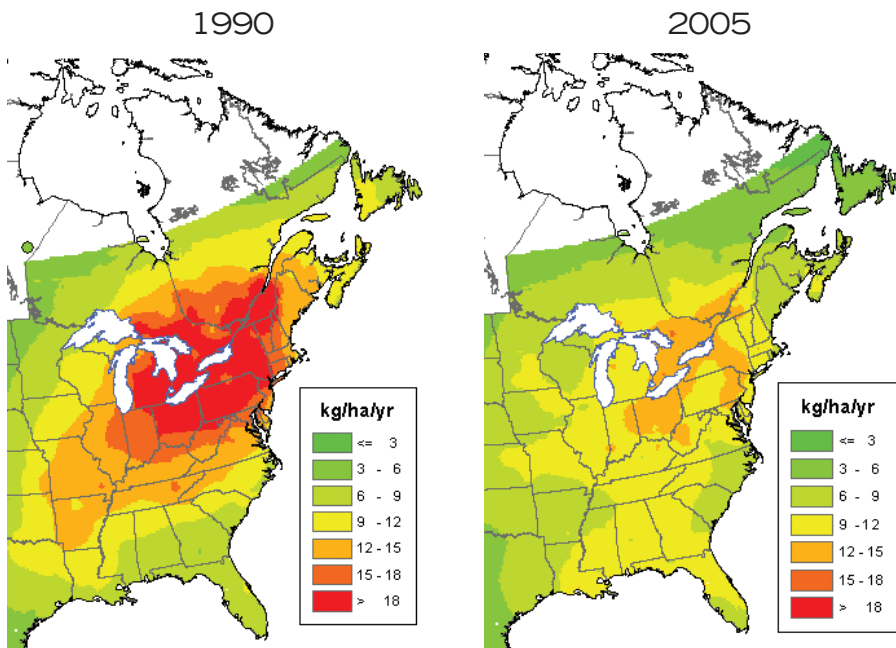 1990
2005
kg/ha/yr
<= 3
3 - 6
6 - 9
9 - 12
12 - 15
15 - 18
> 18
kg/ha/yr
<= 3
3 - 6
6 - 9
9 - 12
12 - 15
15 - 18
> 18